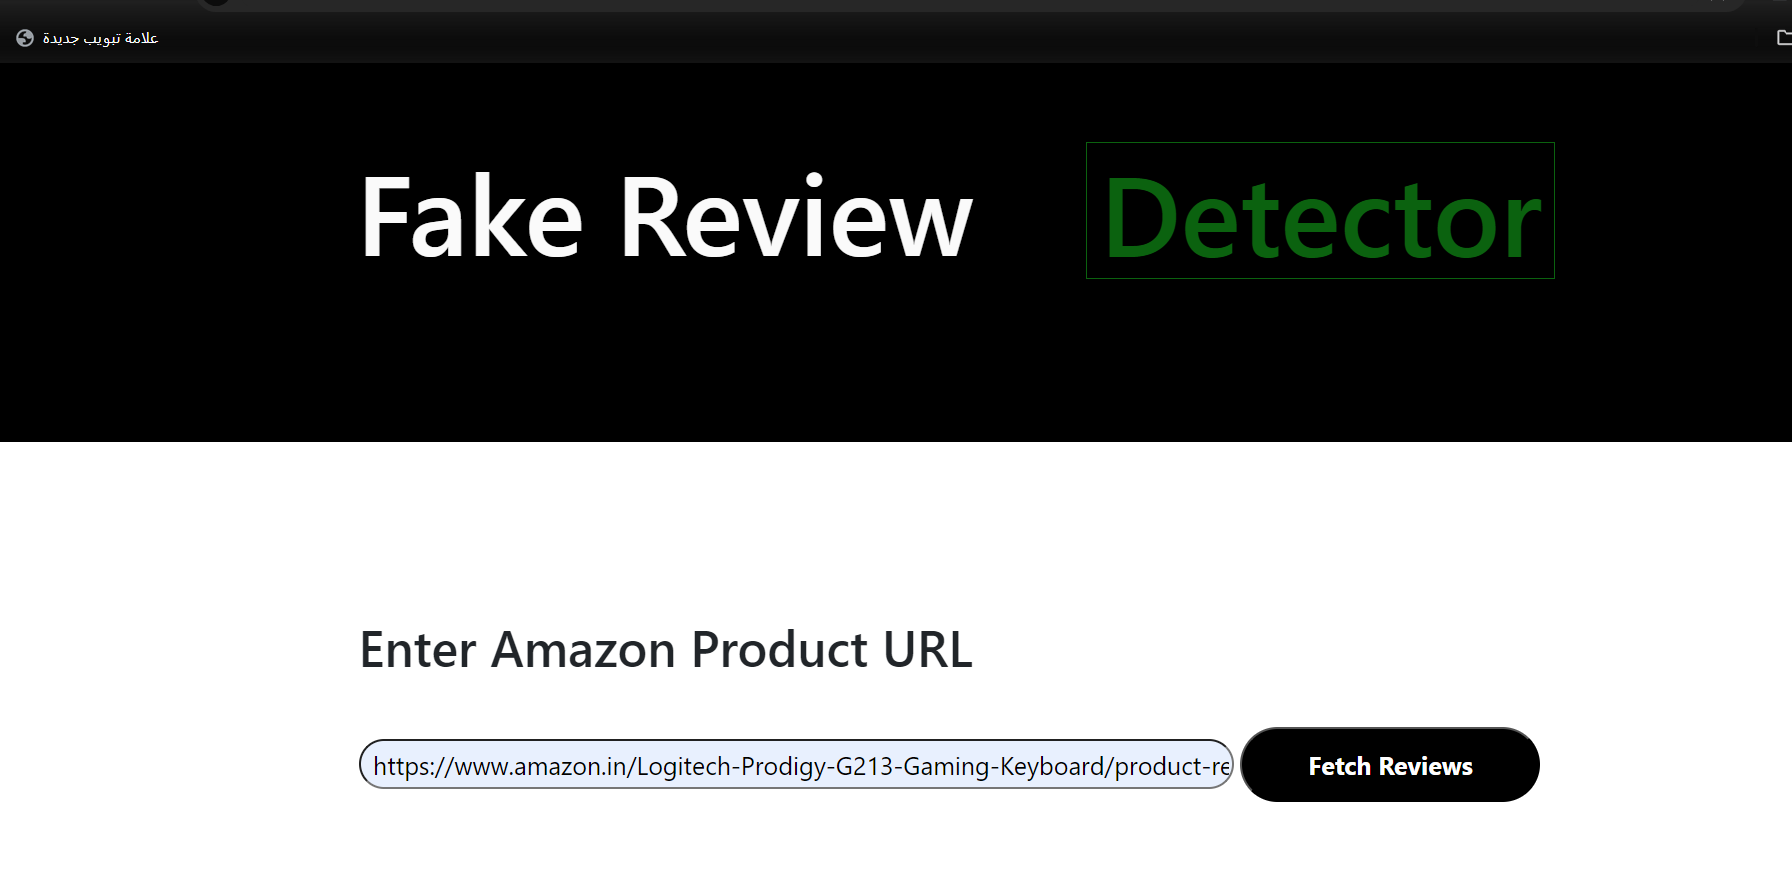 علامة تبويب جديدة
Fake Review Detector
Enter Amazon Product URL
https://www.amazon.in/Logitech-Prodigy-G213-Gaming-Keyboard/product-re
Fetch Reviews